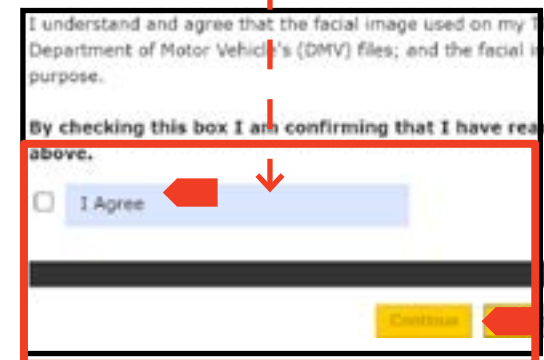 I understand and agree that the facial image used on my
Department of Motor Vehicle's (DMV) files; and the facial
purpose.
By checking this box I am confirming that I have
above.
I Agree
Continue